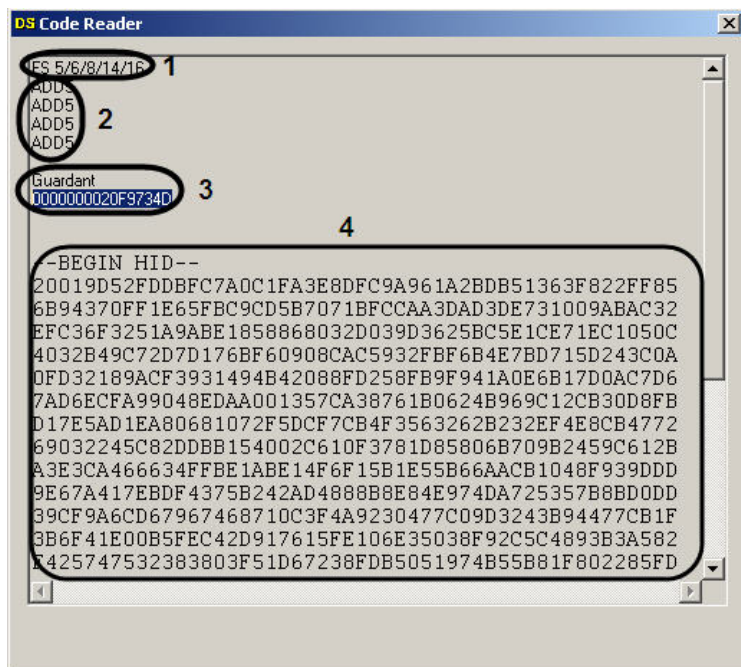 DS Code Reader
FS 5/6/8/14/16 1
ADD5
ADD5
ADD5 2
ADD5
Guardant
0000000020F9734D 3
4
--BEGIN HID--
20019D52FDDBFC7A0C1FA3E8DFC9A961A2BDB51363F822FF85
6B94370FF1E65FBC9CD5B7071BFCCAA3DAD3DE731009ABAC32
EFC36F3251A9ABE1858868032D039D3625BC5E1CE71EC1050C
4032B49C72D7D176BF60908CAC5932FBF6B4E7BD715D243C0A
0FD32189ACF3931494B42088FD258FB9F941A0E6B17D0AC7D6
7AD6ECFA99048EDAA001357CA38761B0624B969C12CB30D8FB
D17E5AD1EA80681072F5DCF7CB4F3563262B232EF4E8CB4772
69032245C82DDBB154002C610F3781D85806B709B2459C612B
A3E3CA466634FFBE1ABE14F6F15B1E55B66AACB1048F939DDD
9E67A417EBDF4375B242AD4888B8E84E974DA725357B8BD0DD
39CF9A6CD67967468710C3F4A9230477C09D3243B94477CB1F
3B6F41E00B5FEC42D917615FE106E35038F92C5C4893B3A582
F425747532383803F51D67238FDB5051974B55B81F802285FD